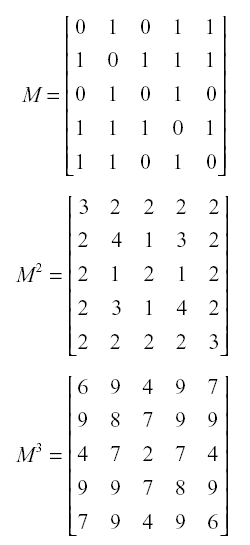 M = [0 1 0 1 1
1 0 1 1 1
0 1 0 1 0
1 1 1 0 1
1 1 0 1 0]
M² = [3 2 2 2 2
2 4 1 3 2
2 1 2 1 2
2 3 1 4 2
2 2 2 2 3]
M³ = [6 9 4 9 7
9 8 7 9 9
4 7 2 7 4
9 9 7 8 9
7 9 4 9 6]